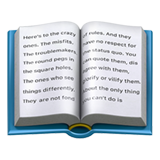 Here's to the crazy
ones. The misfits.
The troublemakers.
The round pegs in
the square holes.
The ones who see
things differently.
They are not fond
of rules. And they
have no respect for
the status quo. You
can quote them, dis
agree with them,
glorify or vilify them.
About the only thing
you can't do is